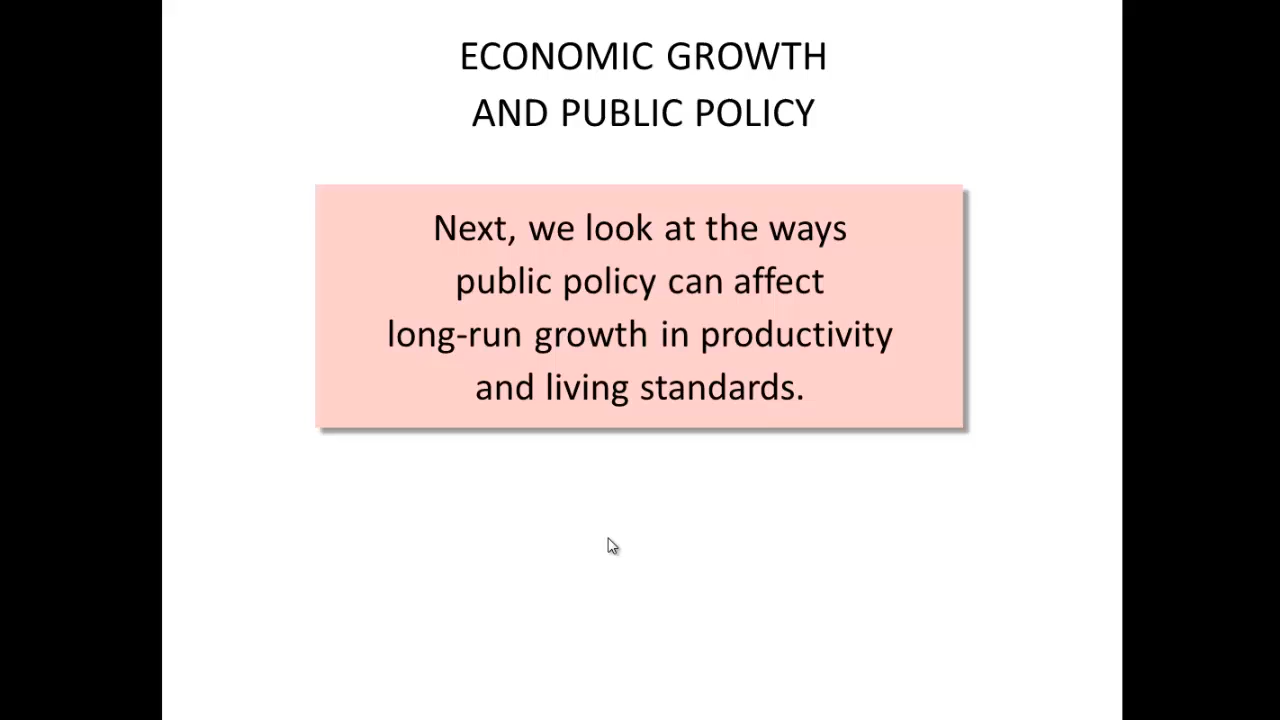 ECONOMIC GROWTH
AND PUBLIC POLICY
Next, we look at the ways
public policy can affect
long-run growth in productivity
and living standards.